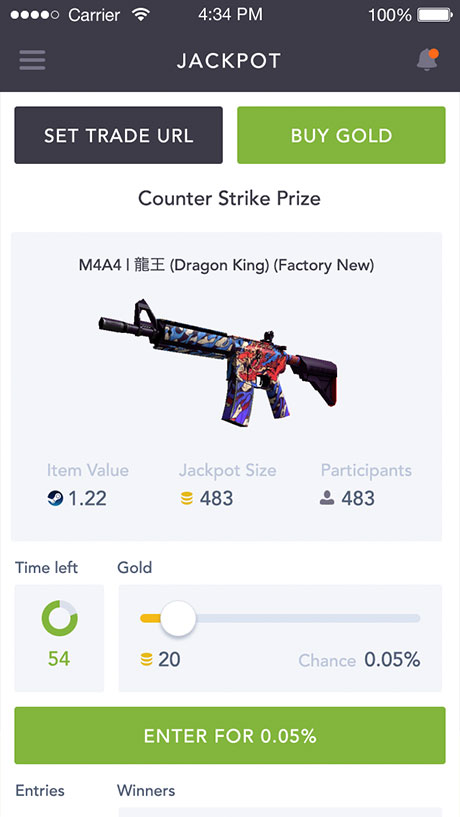 Carrier 4:34 PM 100%
JACKPOT
SET TRADE URL BUY GOLD
Counter Strike Prize
M4A4 | 龍王 (Dragon King) (Factory New)
Item Value Jackpot Size Participants
1.22 483 483
Time left Gold
54
20 Chance 0.05%
ENTER FOR 0.05%
Entries Winners